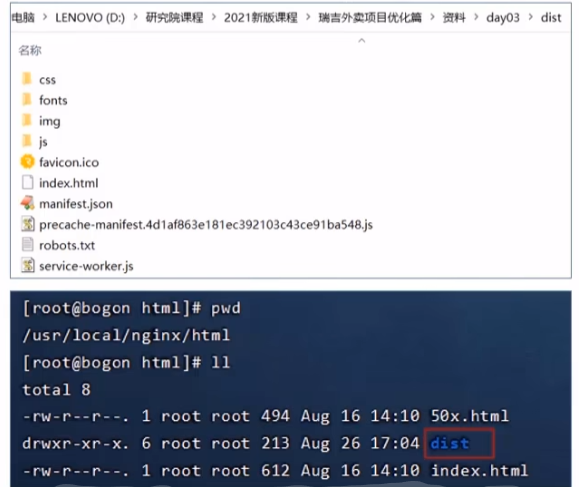 电脑 > LENOVO (D:) > 研究院课程 > 2021新版课程 > 瑞吉外卖项目优化篇 > 资料 > day03 > dist
名称
css
fonts
img
js
favicon.ico
index.html
manifest.json
precache-manifest.4d1af863e181ec392103c43ce91ba548.js
robots.txt
service-worker.js
[root@bogon html]# pwd
/usr/local/nginx/html
[root@bogon html]# ll
total 8
-rw-r--r--. 1 root root 494 Aug 16 14:10 50x.html
drwxr-xr-x. 6 root root 213 Aug 26 17:04 dist
-rw-r--r--. 1 root root 612 Aug 16 14:10 index.html